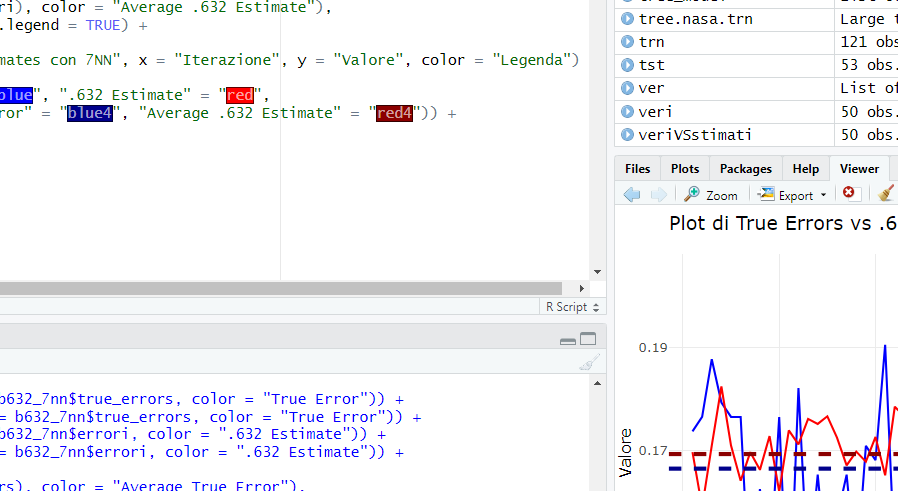 ri), color = "Average .632 Estimate"),
.legend = TRUE) +
mates con 7NN", x = "Iterazione", y = "Valore", color = "Legenda")
blue", ".632 Estimate" = "red",
ror" = "blue4", "Average .632 Estimate" = "red4")) +
R Script
b632_7nn$true_errors, color = "True Error")) +
= b632_7nn$true_errors, color = "True Error")) +
b632_7nn$errori, color = ".632 Estimate")) +
= b632_7nn$errori, color = ".632 Estimate")) +
rs), color = "Average True Error"),
tree.nasa.trn Large t
trn 121 obs
tst 53 obs.
ver List of
veri 50 obs.
veriVSstimati 50 obs.
Files Plots Packages Help Viewer
Zoom Export
Plot di True Errors vs .6
0.19
0.17
Valore